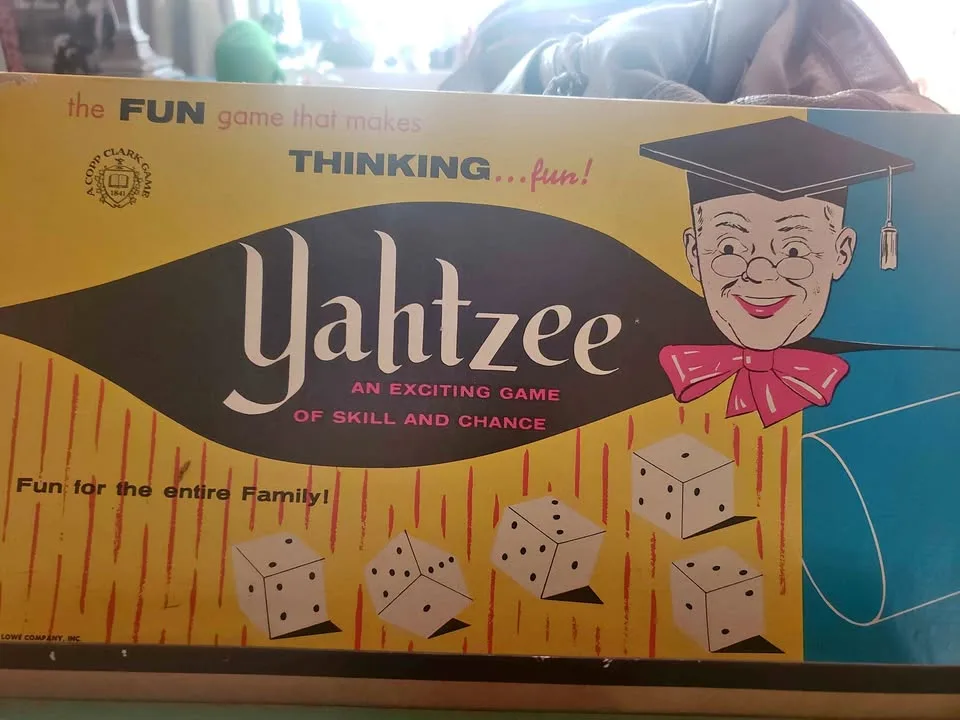 the FUN game that makes
THINKING...fun!
A COPP CLARK GAME
1841
Yahtzee
AN EXCITING GAME
OF SKILL AND CHANCE
Fun for the entire Family!
LOWE COMPANY, INC.